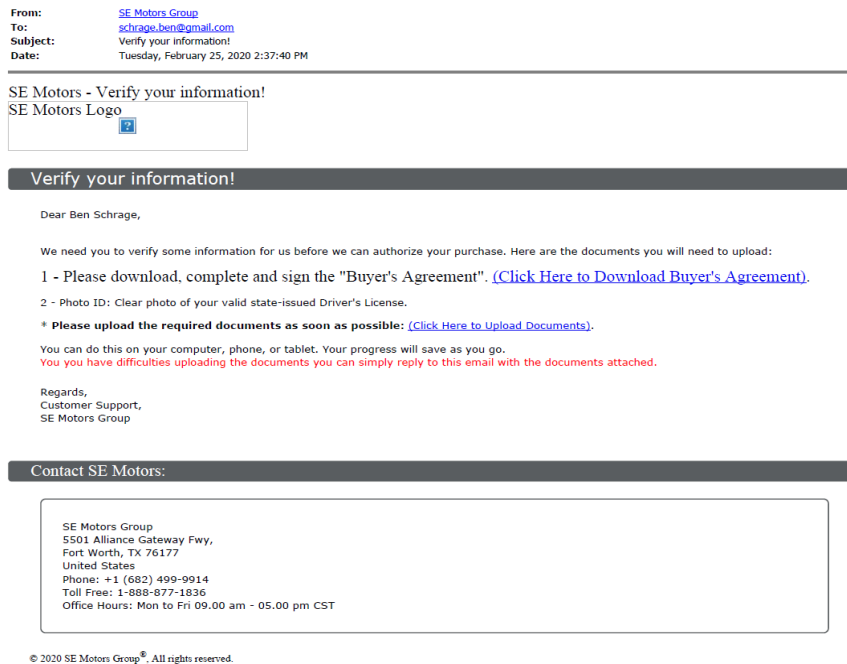 From: SE Motors Group
To: schrage.ben@gmail.com
Subject: Verify your information!
Date: Tuesday, February 25, 2020 2:37:40 PM
SE Motors - Verify your information!
SE Motors Logo
?
Verify your information!
Dear Ben Schrage,
We need you to verify some information for us before we can authorize your purchase. Here are the documents you will need to upload:
1 - Please download, complete and sign the "Buyer's Agreement". (Click Here to Download Buyer's Agreement).
2 - Photo ID: Clear photo of your valid state-issued Driver's License.
* Please upload the required documents as soon as possible: (Click Here to Upload Documents).
You can do this on your computer, phone, or tablet. Your progress will save as you go.
You you have difficulties uploading the documents you can simply reply to this email with the documents attached.
Regards,
Customer Support,
SE Motors Group
Contact SE Motors:
SE Motors Group
5501 Alliance Gateway Fwy,
Fort Worth, TX 76177
United States
Phone: +1 (682) 499-9914
Toll Free: 1-888-877-1836
Office Hours: Mon to Fri 09.00 am - 05.00 pm CST
© 2020 SE Motors Group®, All rights reserved.